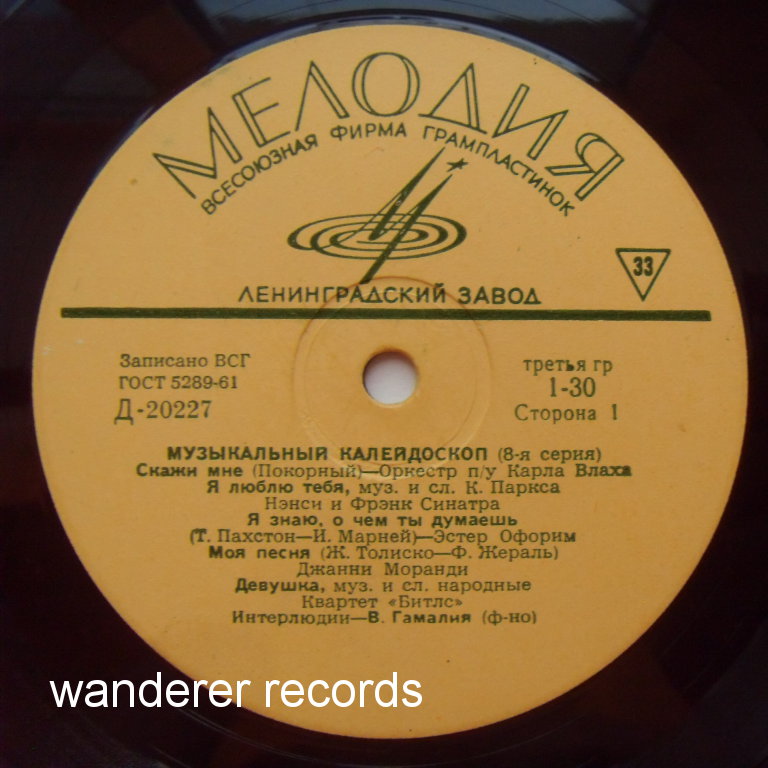 МЕЛОДИЯ
ВСЕСОЮЗНАЯ ФИРМА ГРАМПЛАСТИНОК
33
ЛЕНИНГРАДСКИЙ ЗАВОД
Записано ВСГ
ГОСТ 5289-61
Д-20227
третья гр
1-30
Сторона 1
МУЗЫКАЛЬНЫЙ КАЛЕЙДОСКОП (8-я серия)
Скажи мне (Покорный)—Оркестр п/у Карла Влаха
Я люблю тебя, муз. и сл. К. Паркса
Нэнси и Фрэнк Синатра
Я знаю, о чем ты думаешь
(Т. Пахстон—И. Марней)—Эстер Офорим
Моя песня (Ж. Толиско—Ф. Жераль)
Джанни Моранди
Девушка, муз. и сл. народные
Квартет «Битлс»
Интерлюдии—В. Гамалия (ф-но)
wanderer records